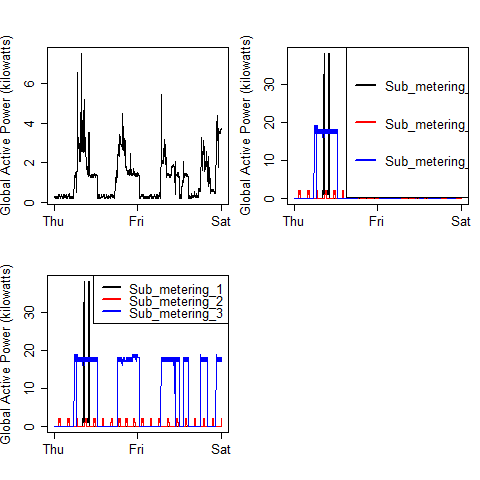 Global Active Power (kilowatts)
0 2 4 6
Thu Fri Sat
Global Active Power (kilowatts)
0 10 20 30
Thu Fri Sat
Sub_metering_
Sub_metering_
Sub_metering_
Global Active Power (kilowatts)
0 10 20 30
Thu Fri Sat
Sub_metering_1
Sub_metering_2
Sub_metering_3